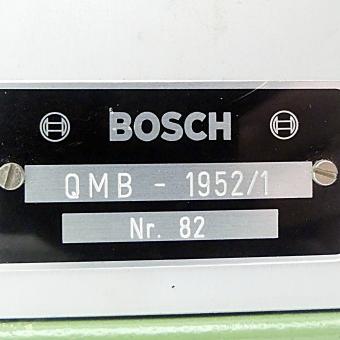 BOSCH
QMB - 1952/1
Nr. 82